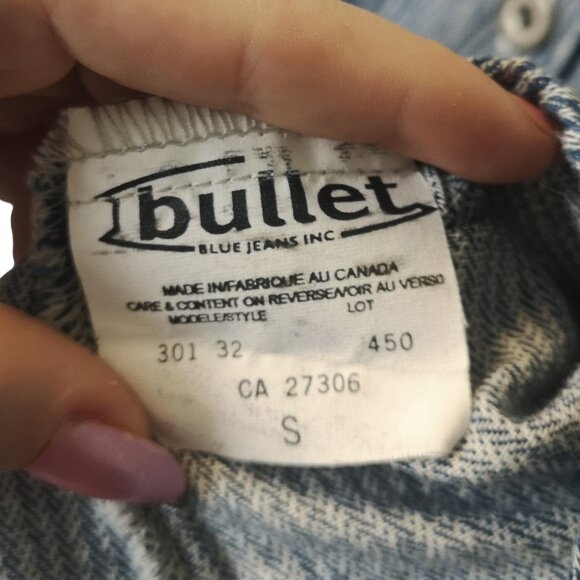 bullet
BLUE JEANS INC.
MADE IN/FABRIQUE AU CANADA
CARE & CONTENT ON REVERSE/VOIR AU VERSO
MODELE/STYLE LOT
301 32 450
CA 27306
S